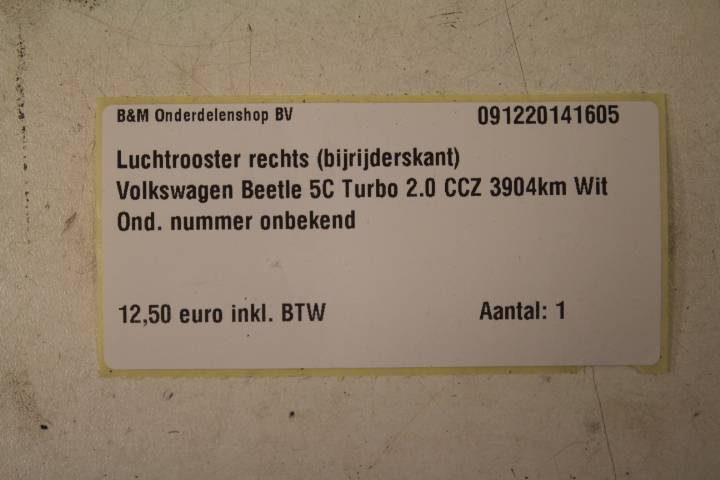 B&M Onderdelenshop BV 091220141605
Luchtrooster rechts (bijrijderskant)
Volkswagen Beetle 5C Turbo 2.0 CCZ 3904km Wit
Ond. nummer onbekend
12,50 euro inkl. BTW Aantal: 1